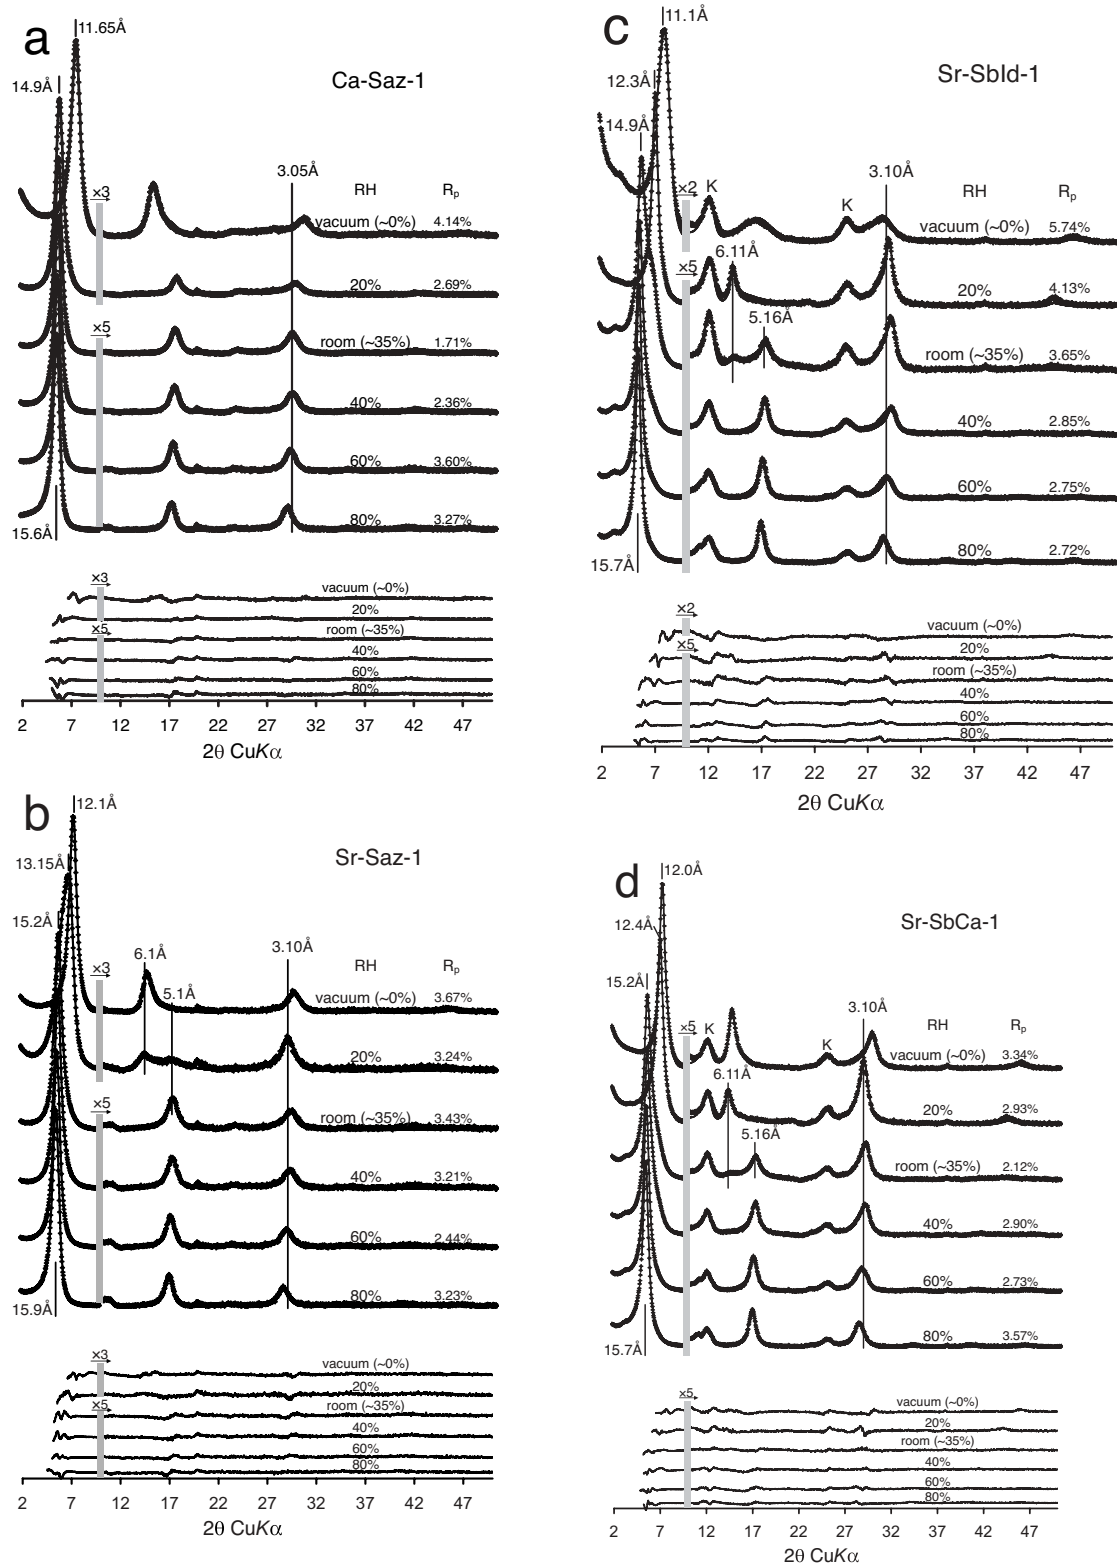 a
11.65Å
Ca-Saz-1
14.9Å
3.05Å
RH
Rp
×3
vacuum (~0%)
4.14%
20%
2.69%
×5
room (~35%)
1.71%
40%
2.36%
60%
3.60%
80%
3.27%
15.6Å
×3
vacuum (~0%)
20%
×5
room (~35%)
40%
60%
80%
2 7 12 17 22 27 32 37 42 47
2θ CuKα
b
12.1Å
Sr-Saz-1
13.15Å
15.2Å
6.1Å
3.10Å
RH
Rp
×3
5.1Å
vacuum (~0%)
3.67%
20%
3.24%
×5
room (~35%)
3.43%
40%
3.21%
60%
2.44%
80%
3.23%
15.9Å
×3
vacuum (~0%)
20%
×5
room (~35%)
40%
60%
80%
2 7 12 17 22 27 32 37 42 47
2θ CuKα
c
11.1Å
Sr-SbId-1
12.3Å
14.9Å
3.10Å
RH
Rp
×2
K
K
vacuum (~0%)
5.74%
6.11Å
×5
20%
4.13%
5.16Å
room (~35%)
3.65%
40%
2.85%
60%
2.75%
80%
2.72%
15.7Å
×2
vacuum (~0%)
20%
×5
room (~35%)
40%
60%
80%
2 7 12 17 22 27 32 37 42 47
2θ CuKα
d
12.0Å
Sr-SbCa-1
12.4Å
15.2Å
3.10Å
RH
Rp
×5
K
K
vacuum (~0%)
3.34%
6.11Å
20%
2.93%
5.16Å
room (~35%)
2.12%
40%
2.90%
60%
2.73%
80%
3.57%
15.7Å
×5
vacuum (~0%)
20%
room (~35%)
40%
60%
80%
2 7 12 17 22 27 32 37 42 47
2θ CuKα